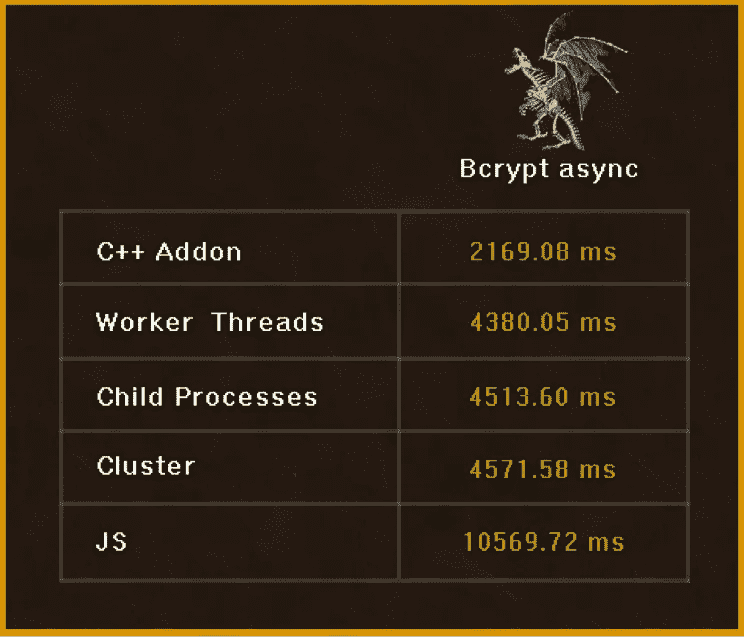 Bcrypt async
C++ Addon 2169.08 ms
Worker Threads 4380.05 ms
Child Processes 4513.60 ms
Cluster 4571.58 ms
JS 10569.72 ms